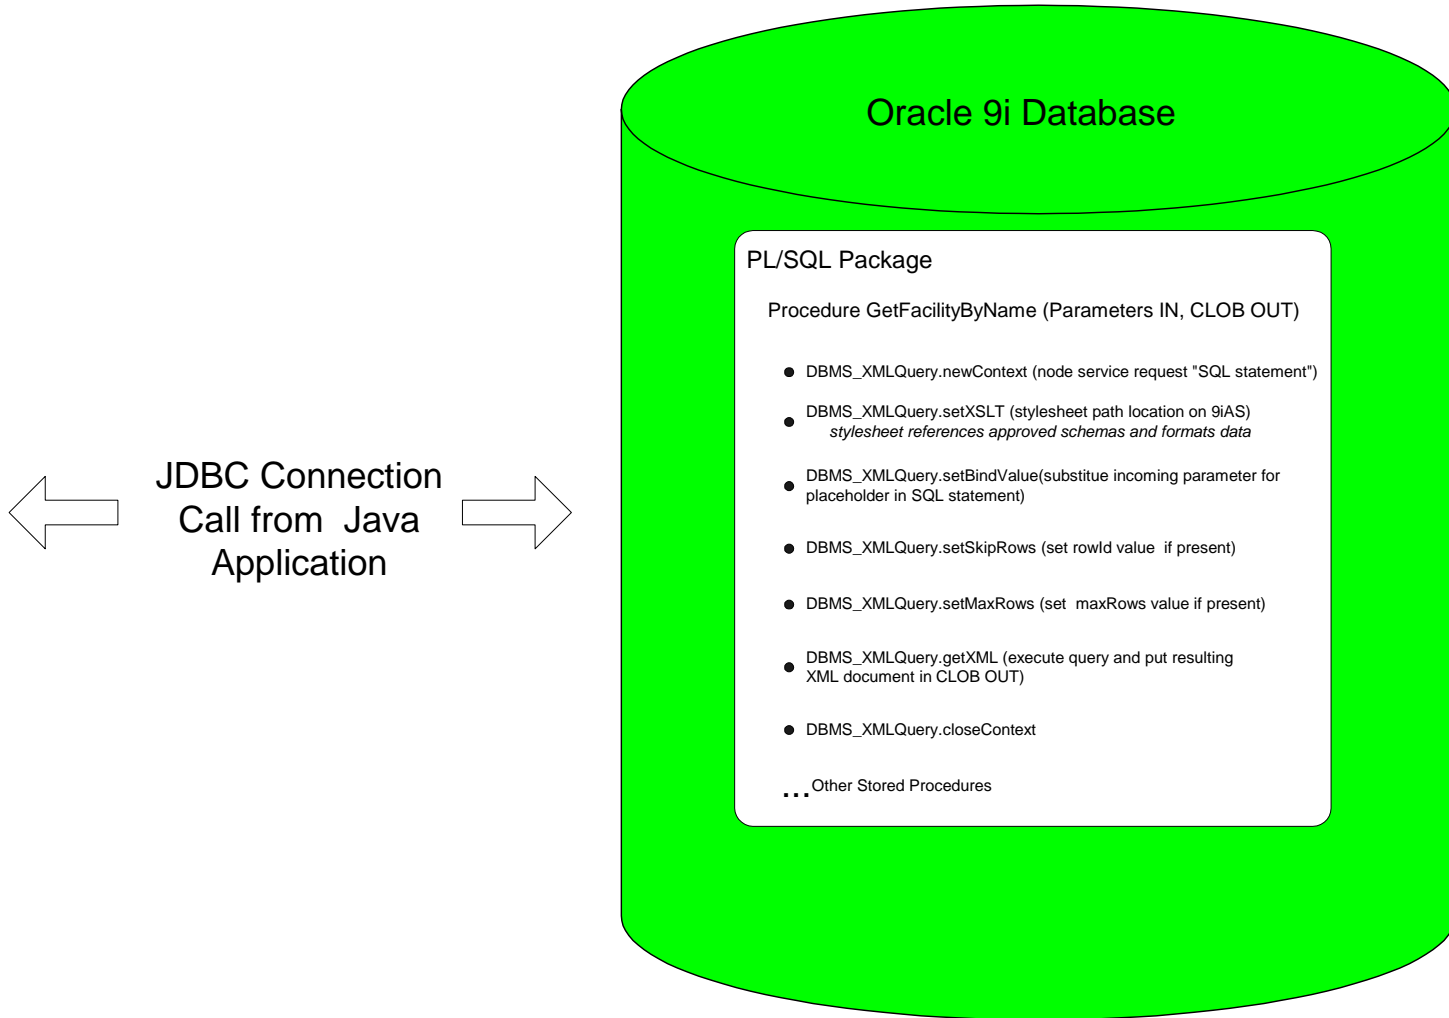 Oracle 9i Database
PL/SQL Package
Procedure GetFacilityByName (Parameters IN, CLOB OUT)
● DBMS_XMLQuery.newContext (node service request "SQL statement")
● DBMS_XMLQuery.setXSLT (stylesheet path location on 9iAS)
stylesheet references approved schemas and formats data
● DBMS_XMLQuery.setBindValue(substitue incoming parameter for
placeholder in SQL statement)
● DBMS_XMLQuery.setSkipRows (set rowId value if present)
● DBMS_XMLQuery.setMaxRows (set maxRows value if present)
● DBMS_XMLQuery.getXML (execute query and put resulting
XML document in CLOB OUT)
● DBMS_XMLQuery.closeContext
...Other Stored Procedures
JDBC Connection
Call from Java
Application